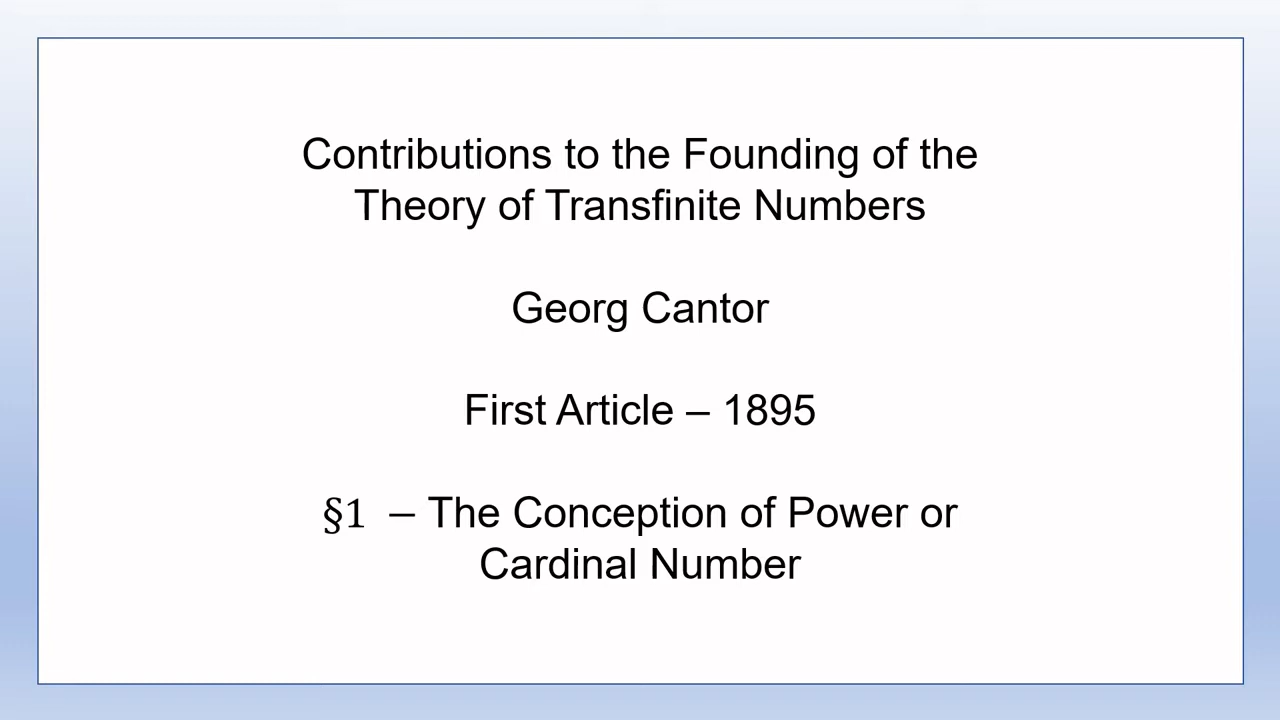 Contributions to the Founding of the
Theory of Transfinite Numbers
Georg Cantor
First Article – 1895
§1 – The Conception of Power or
Cardinal Number